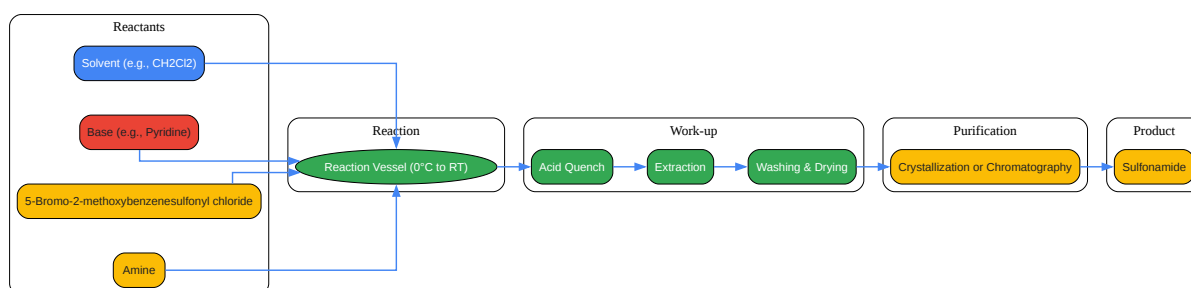 Reactants
Solvent (e.g., CH2Cl2)
Base (e.g., Pyridine)
5-Bromo-2-methoxybenzenesulfonyl chloride
Amine
Reaction
Reaction Vessel (0°C to RT)
Work-up
Acid Quench
Extraction
Washing & Drying
Purification
Crystallization or Chromatography
Product
Sulfonamide